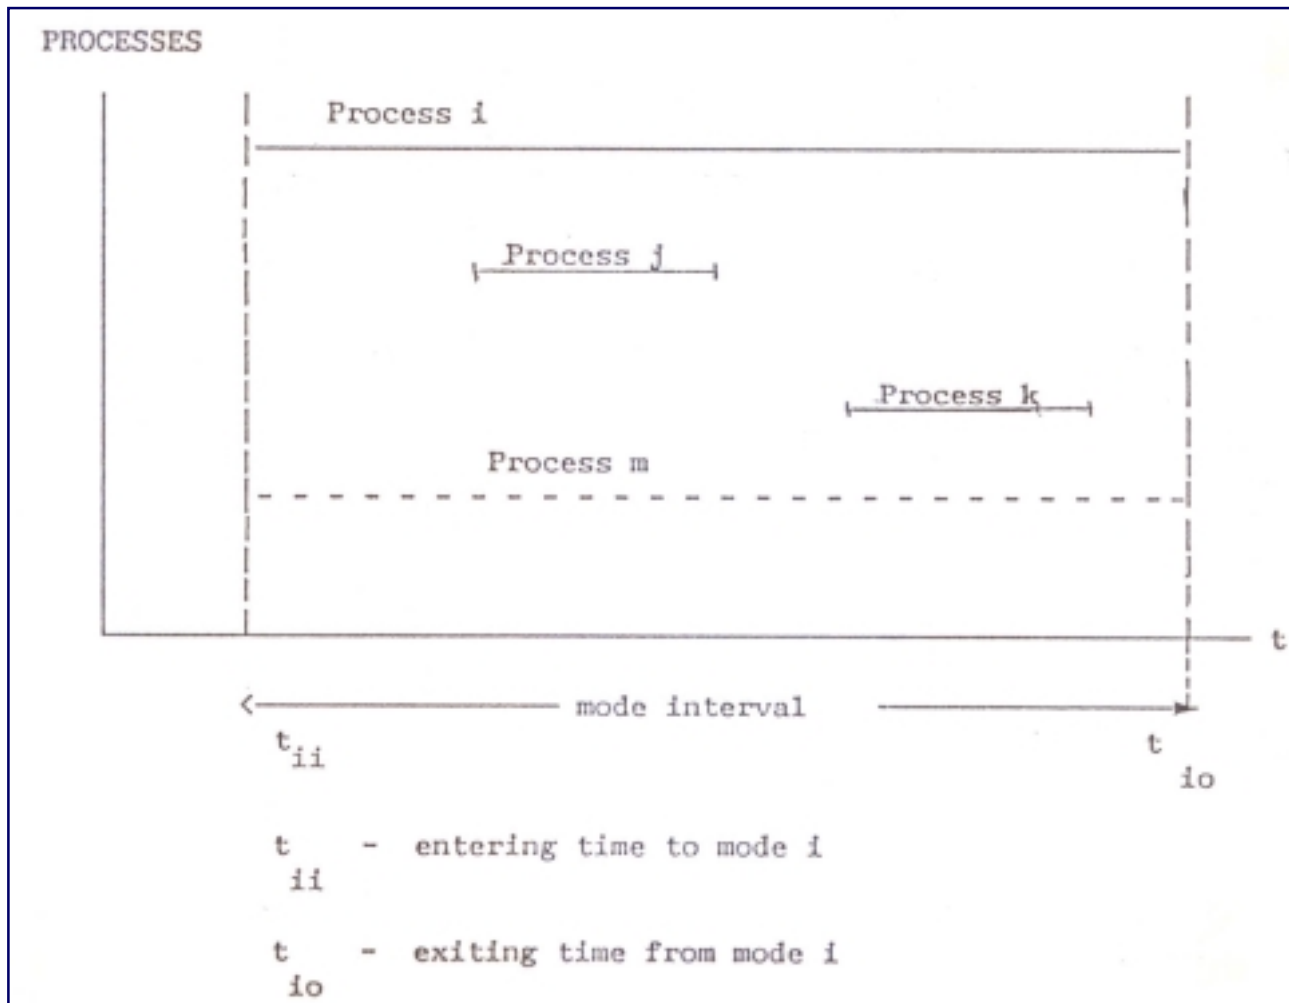 PROCESSES
Process i
Process j
Process k
Process m
t
mode interval
t
ii
t
io
t - entering time to mode i
ii
t - exiting time from mode i
io